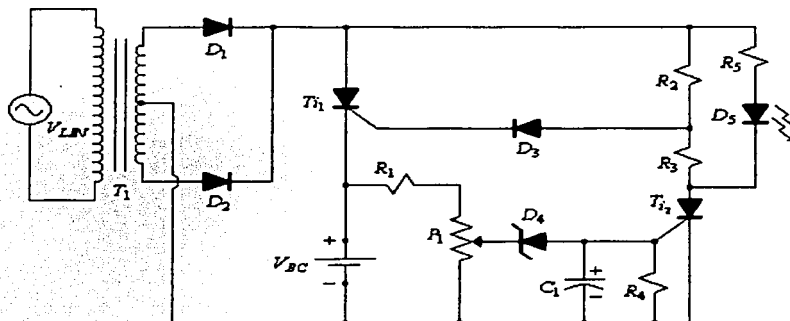 D1
R5
R2
Ti1
D5
VLIN
D3
R3
T1
R1
D2
D4
Ti2
P1
+
VBC
-
C1
+
-
R4